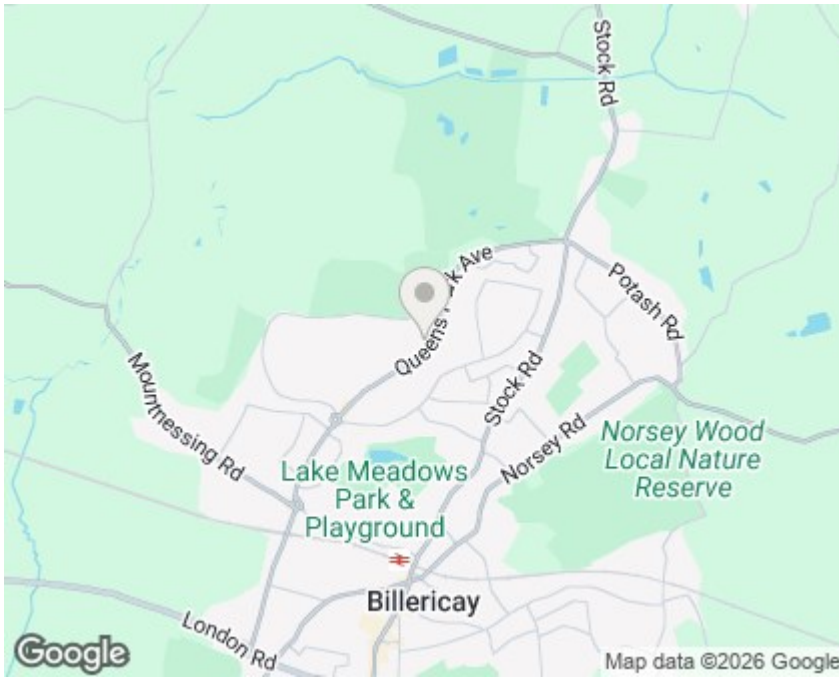 Stock Rd
Queens Park Ave
Potash Rd
Mountnessing Rd
Stock Rd
Norsey Rd
Norsey Wood
Local Nature
Reserve
Lake Meadows
Park &
Playground
Billericay
London Rd
Google
Map data ©2026 Google